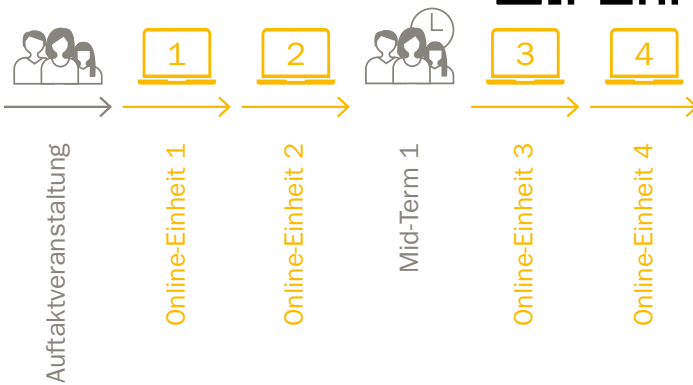 1
2
3
4
Auftaktveranstaltung
Online-Einheit 1
Online-Einheit 2
Mid-Term 1
Online-Einheit 3
Online-Einheit 4